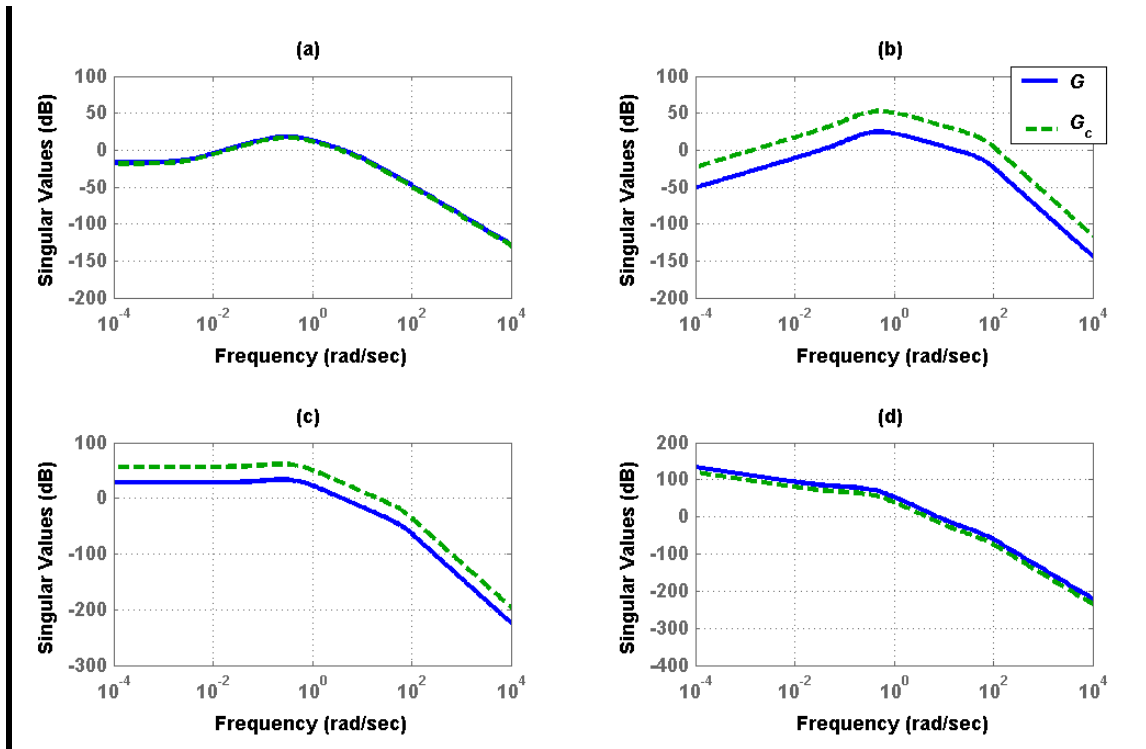 (a)
100
50
0
-50
-100
-150
-200
Singular Values (dB)
10^-4 10^-2 10^0 10^2 10^4
Frequency (rad/sec)
(b)
G
G_c
100
50
0
-50
-100
-150
-200
Singular Values (dB)
10^-4 10^-2 10^0 10^2 10^4
Frequency (rad/sec)
(c)
100
0
-100
-200
-300
Singular Values (dB)
10^-4 10^-2 10^0 10^2 10^4
Frequency (rad/sec)
(d)
200
100
0
-100
-200
-300
-400
Singular Values (dB)
10^-4 10^-2 10^0 10^2 10^4
Frequency (rad/sec)